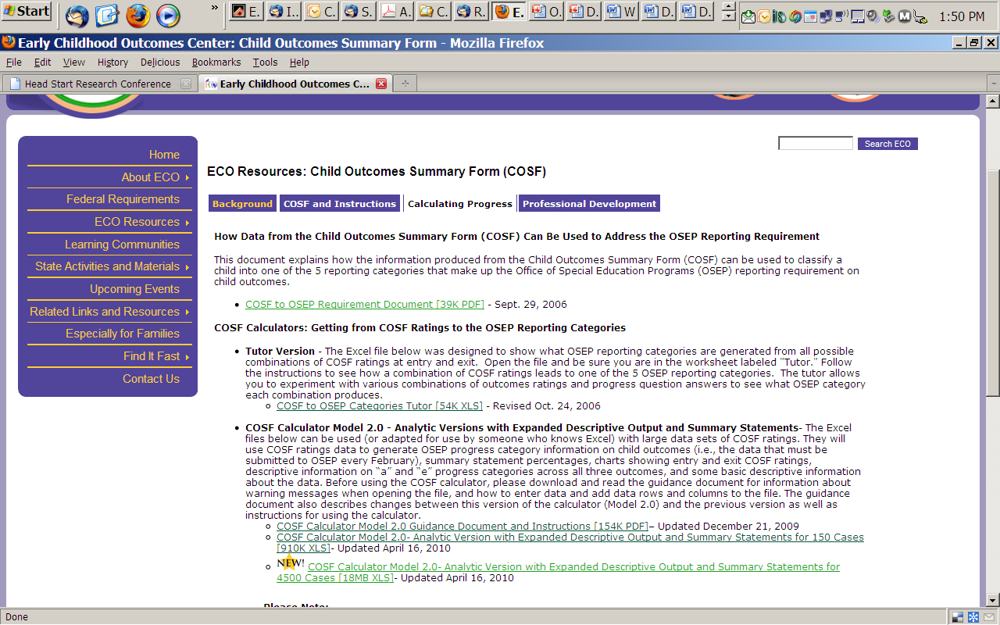 Start
»
E.
I..
C.
S.
A.
C.
R.
E.
O.
D.
W
D.
D.
1:50 PM
Early Childhood Outcomes Center: Child Outcomes Summary Form - Mozilla Firefox
File Edit View History Delicious Bookmarks Tools Help
Head Start Research Conference
Early Childhood Outcomes C...
Home
About ECO
Federal Requirements
ECO Resources
Learning Communities
State Activities and Materials
Upcoming Events
Related Links and Resources
Especially for Families
Find It Fast
Contact Us
Search ECO
ECO Resources: Child Outcomes Summary Form (COSF)
Background COSF and Instructions Calculating Progress Professional Development
How Data from the Child Outcomes Summary Form (COSF) Can Be Used to Address the OSEP Reporting Requirement
This document explains how the information produced from the Child Outcomes Summary Form (COSF) can be used to classify a
child into one of the 5 reporting categories that make up the Office of Special Education Programs (OSEP) reporting requirement on
child outcomes.
• COSF to OSEP Requirement Document [39K PDF] - Sept. 29, 2006
COSF Calculators: Getting from COSF Ratings to the OSEP Reporting Categories
• Tutor Version - The Excel file below was designed to show what OSEP reporting categories are generated from all possible
combinations of COSF ratings at entry and exit. Open the file and be sure you are in the worksheet labeled "Tutor." Follow
the instructions to see how a combination of COSF ratings leads to one of the 5 OSEP reporting categories. The tutor allows
you to experiment with various combinations of outcomes ratings and progress question answers to see what OSEP category
each combination produces.
COSF to OSEP Categories Tutor [54K XLS] - Revised Oct. 24, 2006
• COSF Calculator Model 2.0 - Analytic Versions with Expanded Descriptive Output and Summary Statements- The Excel
files below can be used (or adapted for use by someone who knows Excel) with large data sets of COSF ratings. They will
use COSF ratings data to generate OSEP progress category information on child outcomes (i.e., the data that must be
submitted to OSEP every February), summary statement percentages, charts showing entry and exit COSF ratings,
descriptive information on “a” and “e” progress categories across all three outcomes, and some basic descriptive information
about the data. Before using the COSF calculator, please download and read the guidance document for information about
warning messages when opening the file, and how to enter data and add data rows and columns to the file. The guidance
document also describes changes between this version of the calculator (Model 2.0) and the previous version as well as
instructions for using the calculator.
COSF Calculator Model 2.0 Guidance Document and Instructions [154K PDF]– Updated December 21, 2009
COSF Calculator Model 2.0- Analytic Version with Expanded Descriptive Output and Summary Statements for 150 Cases
[910K XLS]- Updated April 16, 2010
NEW! COSF Calculator Model 2.0- Analytic Version with Expanded Descriptive Output and Summary Statements for
4500 Cases [18MB XLS]- Updated April 16, 2010
Please Note:
Done